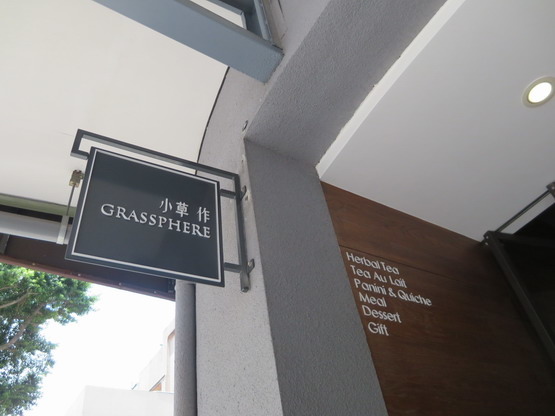 小草 作
GRASSPHERE
Herbal Tea
Tea Au Lait
Panini & Quiche
Meal
Dessert
Gift